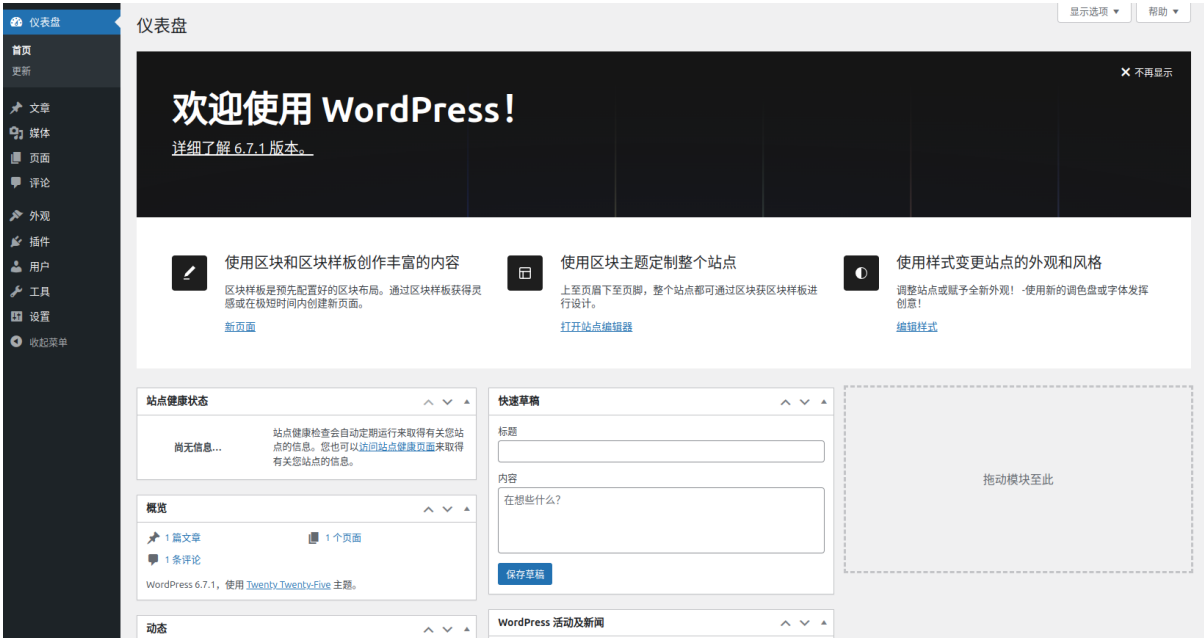 仪表盘
首页
更新
文章
媒体
页面
评论
外观
插件
用户
工具
设置
收起菜单
仪表盘
显示选项
帮助
不再显示
欢迎使用 WordPress！
详细了解 6.7.1 版本。
使用区块和区块样板创作丰富的内容
区块样板是预先配置好的区块布局。通过区块样板获得灵
感或在极短时间内创建新页面。
新页面
使用区块主题定制整个站点
上至页眉下至页脚，整个站点都可通过区块获区块样板进
行设计。
打开站点编辑器
使用样式变更站点的外观和风格
调整站点或赋予全新外观！ -使用新的调色盘或字体发挥
创意！
编辑样式
站点健康状态
尚无信息…
站点健康检查会自动定期运行来取得有关您站
点的信息。您也可以访问站点健康页面来取得
有关您站点的信息。
概览
1 篇文章
1 个页面
1 条评论
WordPress 6.7.1，使用 Twenty Twenty-Five 主题。
动态
快速草稿
标题
内容
在想些什么？
保存草稿
WordPress 活动及新闻
拖动模块至此